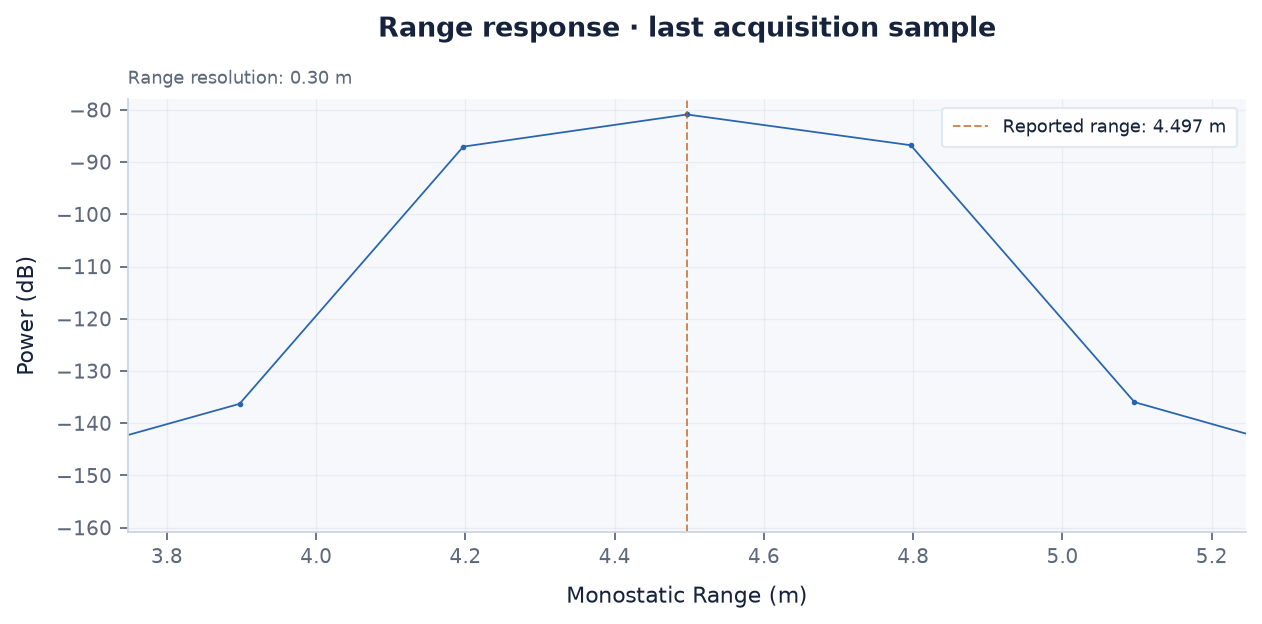 Range response · last acquisition sample
Range resolution: 0.30 m
Reported range: 4.497 m
Power (dB)
−80
−90
−100
−110
−120
−130
−140
−150
−160
3.8 4.0 4.2 4.4 4.6 4.8 5.0 5.2
Monostatic Range (m)